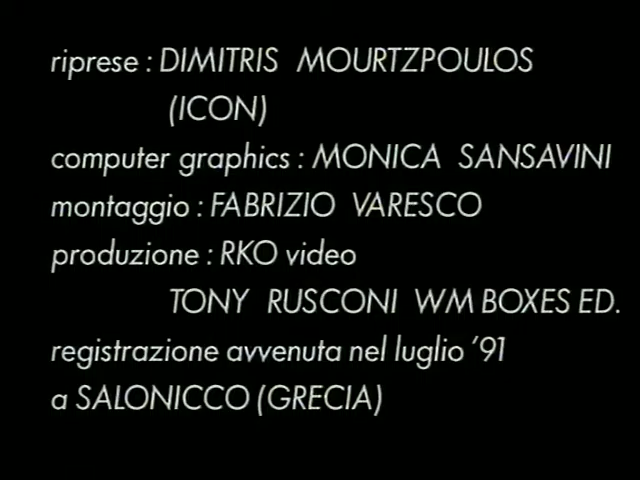 riprese : DIMITRIS MOURTZPOULOS
(ICON)
computer graphics : MONICA SANSAVINI
montaggio : FABRIZIO VARESCO
produzione : RKO video
TONY RUSCONI WM BOXES ED.
registrazione avvenuta nel luglio '91
a SALONICCO (GRECIA)